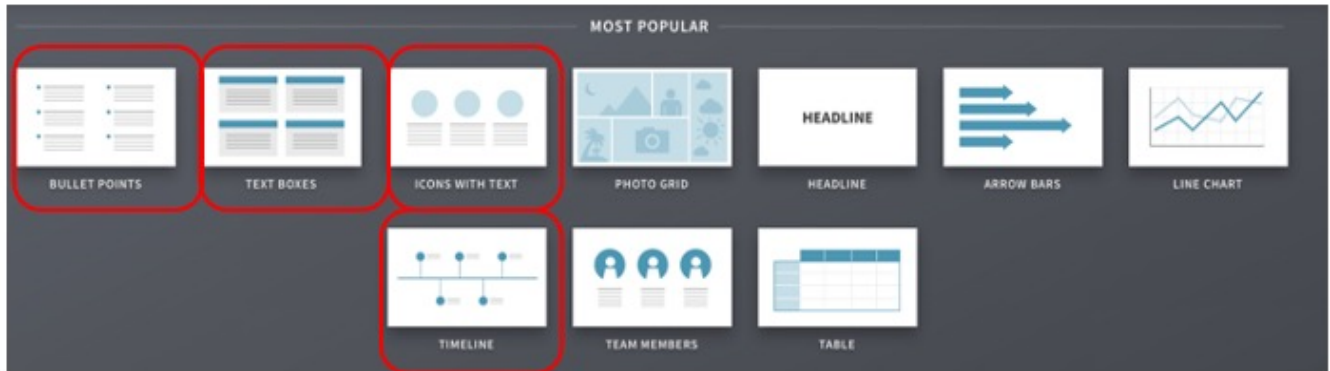 MOST POPULAR
HEADLINE
BULLET POINTS TEXT BOXES ICONS WITH TEXT PHOTO GRID HEADLINE ARROW BARS LINE CHART
TIMELINE TEAM MEMBERS TABLE